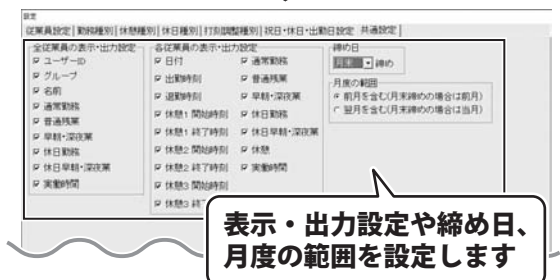 設定
従業員設定 勤務種別 休憩種別 休日種別 打刻調整種別 祝日・休日・出勤日設定 共通設定
全従業員の表示・出力設定
ユーザーID
グループ
名前
通常勤務
普通残業
早朝・深夜業
休日勤務
休日早朝・深夜業
実働時間
各従業員の表示・出力設定
日付
出勤時刻
退勤時刻
休憩1 開始時刻
休憩1 終了時刻
休憩2 開始時刻
休憩2 終了時刻
休憩3 開始時刻
休憩3 終
通常勤務
普通残業
早朝・深夜業
休日勤務
休日早朝・深夜業
休憩
実働時間
締め日
月末 締め
月度の範囲
前月を含む(月末締めの場合は前月)
翌月を含む(月末締めの場合は当月)
表示・出力設定や締め日、
月度の範囲を設定します